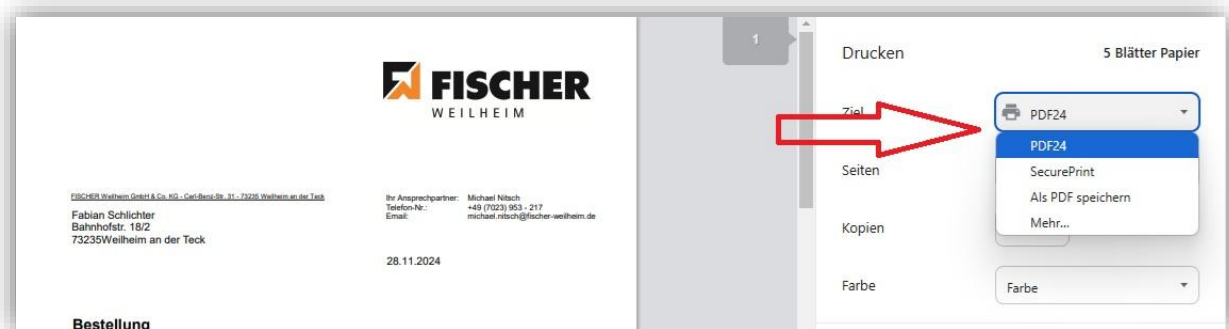 FISCHER
WEILHEIM
FISCHER Weilheim GmbH & Co. KG - Carl-Benz-Str. 31 - 73235 Weilheim an der Teck
Fabian Schlichter
Bahnhofstr. 18/2
73235Weilheim an der Teck
Ihr Ansprechpartner: Michael Nitsch
Telefon-Nr.: +49 (7023) 953 - 217
Email: michael.nitsch@fischer-weilheim.de
28.11.2024
Bestellung
1
Drucken 5 Blätter Papier
Ziel PDF24
PDF24
SecurePrint
Als PDF speichern
Mehr...
Seiten
Kopien
Farbe Farbe